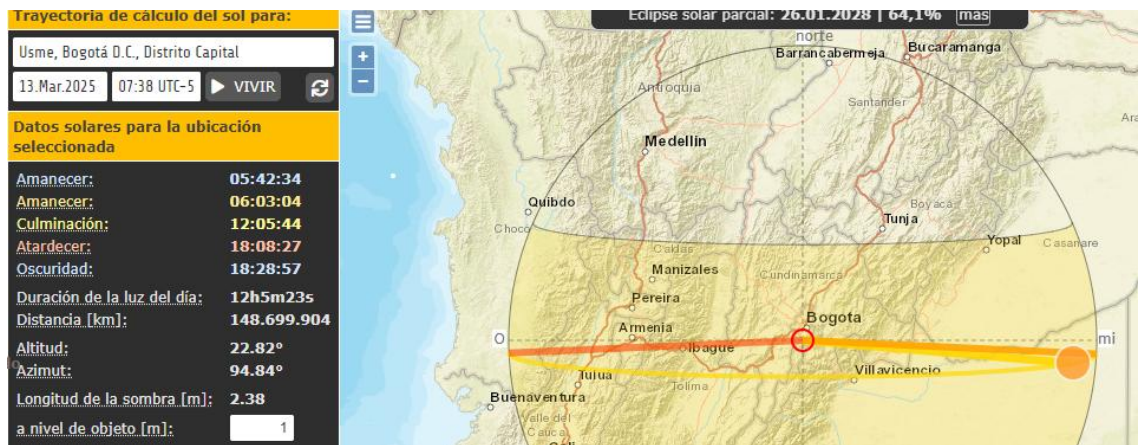 Trayectoria de cálculo del sol para:
Usme, Bogotá D.C., Distrito Capital
13.Mar.2025 07:38 UTC-5 VIVIR
Datos solares para la ubicación
seleccionada
Amanecer: 05:42:34
Amanecer: 06:03:04
Culminación: 12:05:44
Atardecer: 18:08:27
Oscuridad: 18:28:57
Duración de la luz del día: 12h5m23s
Distancia [km]: 148.699.904
Altitud: 22.82°
Azimut: 94.84°
Longitud de la sombra [m]: 2.38
a nivel de objeto [m]: 1
+
−
Eclipse solar parcial: 26.01.2028 | 64,1% mas
norte
Barrancabermeja
Bucaramanga
Antioquia
Santander
Ara
Medellín
Quibdo
Choco
Boyacá
Tunja
Yopal
Casanare
Caldas
Manizales
Cundinamarca
Pereira
Armenia
Bogota
O
Ibague
mi
Tulua
Tolima
Villavicencio
Buenaventura
Valle del
Cauca
Cali